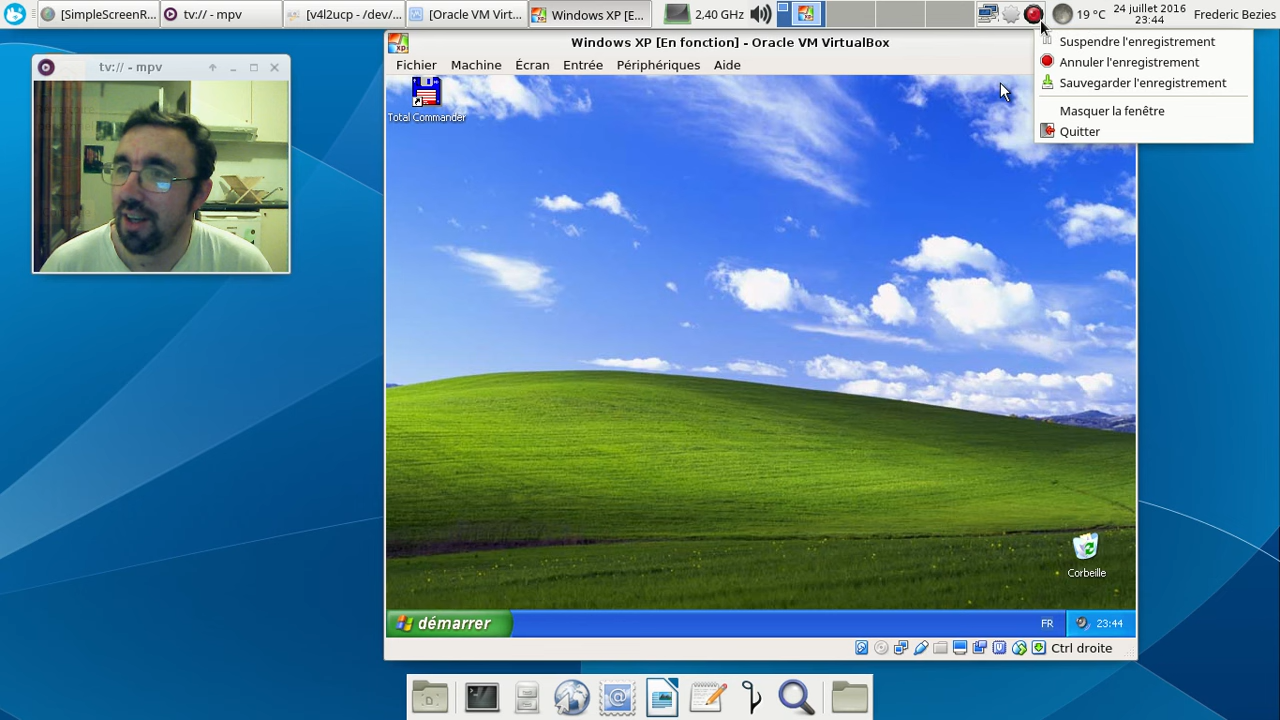 [SimpleScreenR...
tv:// - mpv
[v4l2ucp - /dev/...
[Oracle VM Virt...
Windows XP [E...
2,40 GHz
19 °C
24 juillet 2016
23:44
Frederic Bezies
Suspendre l'enregistrement
Annuler l'enregistrement
Sauvegarder l'enregistrement
Masquer la fenêtre
Quitter
tv:// - mpv
Windows XP [En fonction] - Oracle VM VirtualBox
Fichier Machine Écran Entrée Périphériques Aide
Total Commander
Corbeille
démarrer
FR
23:44
Ctrl droite